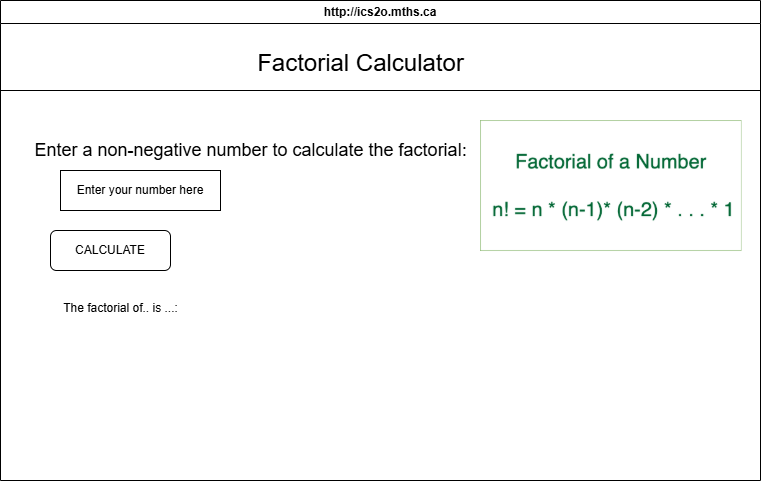 http://ics2o.mths.ca
Factorial Calculator
Enter a non-negative number to calculate the factorial:
Enter your number here
CALCULATE
The factorial of.. is ...:
Factorial of a Number
n! = n * (n-1)* (n-2) * . . . * 1